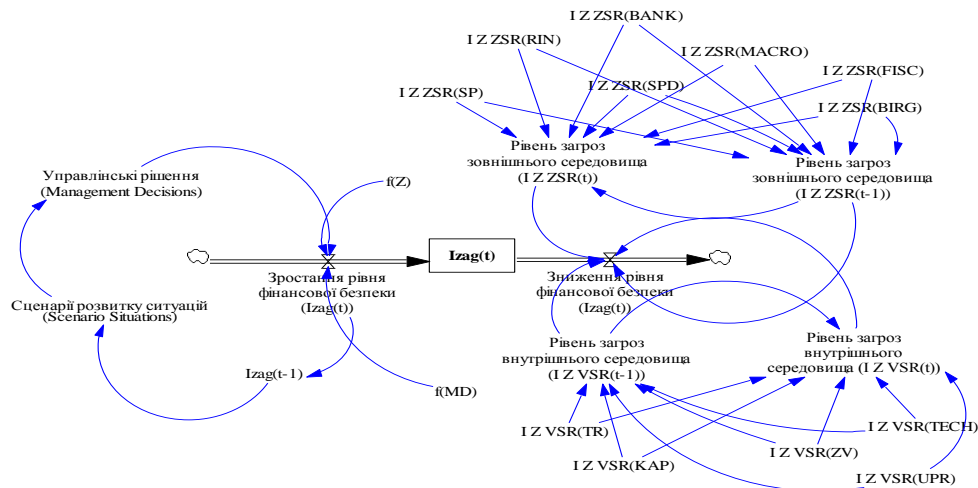 I Z ZSR(BANK)
I Z ZSR(RIN)
I Z ZSR(MACRO)
I Z ZSR(FISC)
I Z ZSR(SP)
I Z ZSR(SPD)
I Z ZSR(BIRG)
Рівень загроз
зовнішнього середовища
(I Z ZSR(t))
Рівень загроз
зовнішнього середовища
(I Z ZSR(t-1))
Управлінські рішення
(Management Decisions)
f(Z)
Izag(t)
Зростання рівня
фінансової безпеки
(Izag(t))
Зниження рівня
фінансової безпеки
(Izag(t))
Сценарії розвитку ситуацій
(Scenario Situations)
Izag(t-1)
f(MD)
Рівень загроз
внутрішнього середовища
(I Z VSR(t-1))
Рівень загроз
внутрішнього
середовища (I Z VSR(t))
I Z VSR(TR)
I Z VSR(KAP)
I Z VSR(ZV)
I Z VSR(TECH)
I Z VSR(UPR)